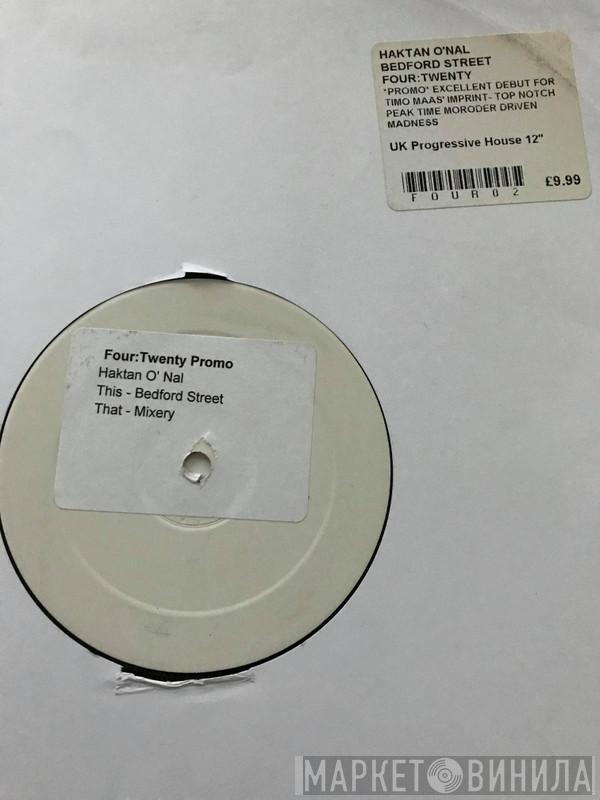 HAKTAN O'NAL
BEDFORD STREET
FOUR:TWENTY
*PROMO* EXCELLENT DEBUT FOR
TIMO MAAS' IMPRINT- TOP NOTCH
PEAK TIME MORODER DRIVEN
MADNESS
UK Progressive House 12"
£9.99
FOUR02
Four:Twenty Promo
Haktan O' Nal
This - Bedford Street
That - Mixery
МАРКЕТ ВИНИЛА